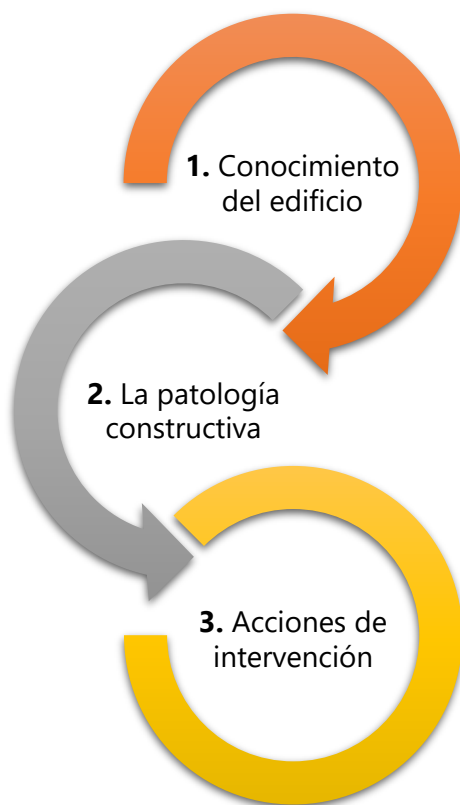 1. Conocimiento
del edificio
2. La patología
constructiva
3. Acciones de
intervención